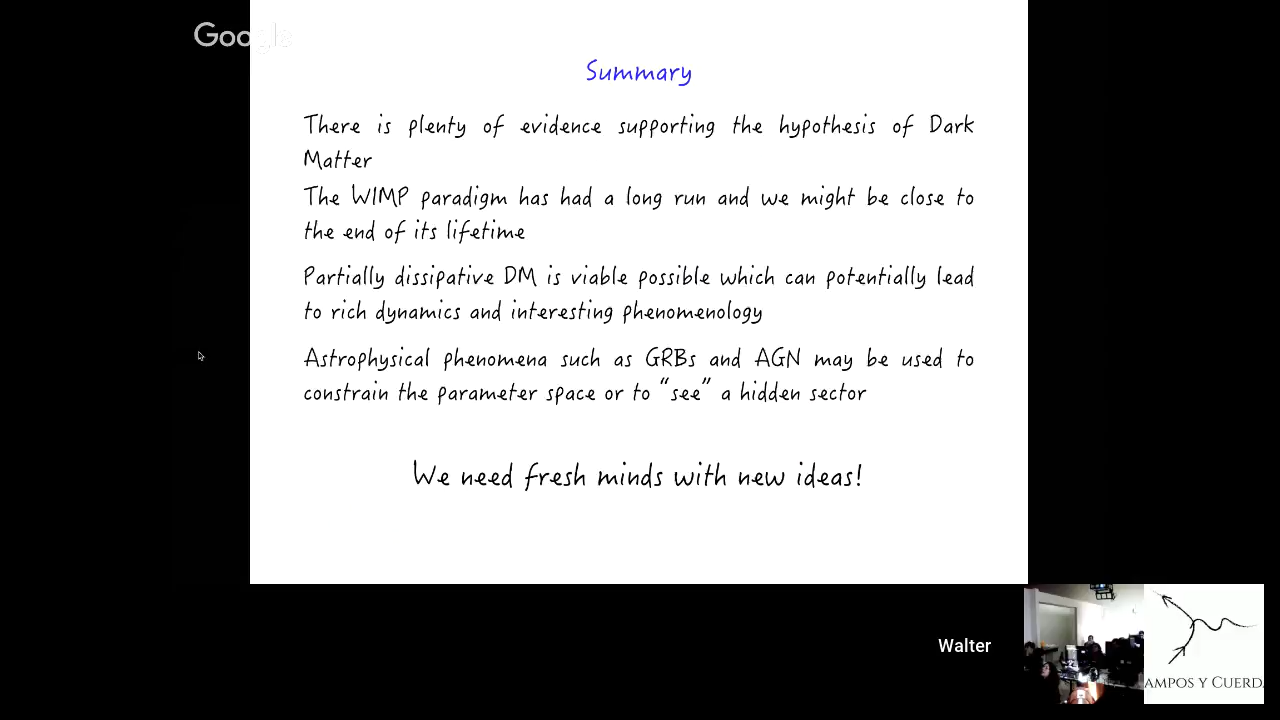 Google
Summary
There is plenty of evidence supporting the hypothesis of Dark
Matter
The WIMP paradigm has had a long run and we might be close to
the end of its lifetime
Partially dissipative DM is viable possible which can potentially lead
to rich dynamics and interesting phenomenology
Astrophysical phenomena such as GRBs and AGN may be used to
constrain the parameter space or to “see” a hidden sector
We need fresh minds with new ideas!
Walter
AMPOS Y CUERD